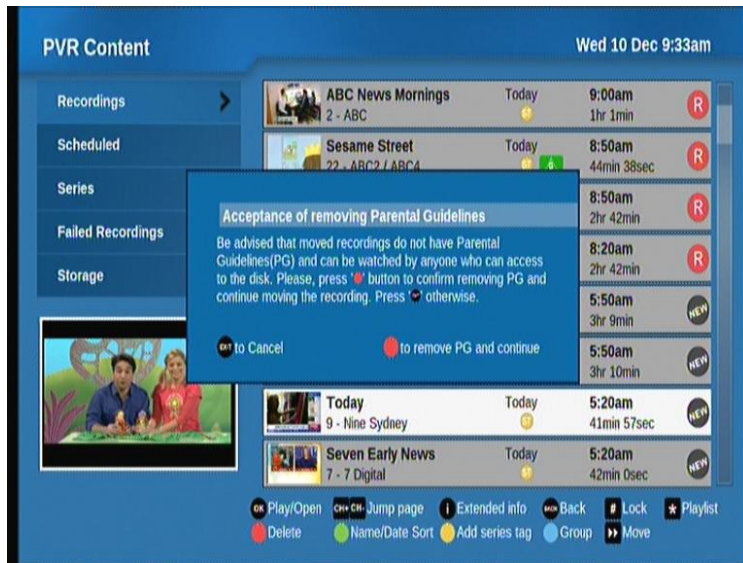 PVR Content
Wed 10 Dec 9:33am
Recordings
Scheduled
Series
Failed Recordings
Storage
ABC News Mornings Today 9:00am
2 - ABC 1hr 1min
R
Sesame Street Today 8:50am
22 - ABC2 / ABC4 44min 38sec
R
8:50am
2hr 42min
R
8:20am
2hr 42min
R
5:50am
3hr 9min
NEW
5:50am
3hr 10min
NEW
Today Today 5:20am
9 - Nine Sydney 41min 57sec
NEW
Seven Early News Today 5:20am
7 - 7 Digital 42min 0sec
NEW
Acceptance of removing Parental Guidelines
Be advised that moved recordings do not have Parental
Guidelines(PG) and can be watched by anyone who can access
to the disk. Please, press '' button to confirm removing PG and
continue moving the recording. Press '' otherwise.
EXIT to Cancel
to remove PG and continue
OK Play/Open CH+ CH- Jump page i Extended info BACK Back # Lock * Playlist
Delete Name/Date Sort Add series tag Group Move